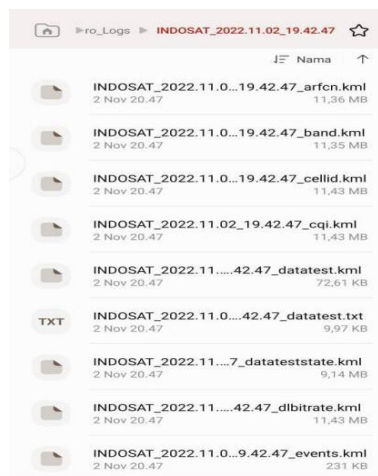 ro_Logs INDOSAT_2022.11.02_19.42.47
Nama
INDOSAT_2022.11.0...19.42.47_arfcn.kml
2 Nov 20.47 11,36 MB
INDOSAT_2022.11.0...19.42.47_band.kml
2 Nov 20.47 11,35 MB
INDOSAT_2022.11.0...19.42.47_cellid.kml
2 Nov 20.47 11,43 MB
INDOSAT_2022.11.02_19.42.47_cqi.kml
2 Nov 20.47 11,43 MB
INDOSAT_2022.11.....42.47_datatest.kml
2 Nov 20.47 72,61 KB
TXT INDOSAT_2022.11.0....42.47_datatest.txt
2 Nov 20.47 9,97 KB
INDOSAT_2022.11....7_datateststate.kml
2 Nov 20.47 9,14 MB
INDOSAT_2022.11.....42.47_dlbitrate.kml
2 Nov 20.47 11,43 MB
INDOSAT_2022.11.0...9.42.47_events.kml
2 Nov 20.47 231 KB